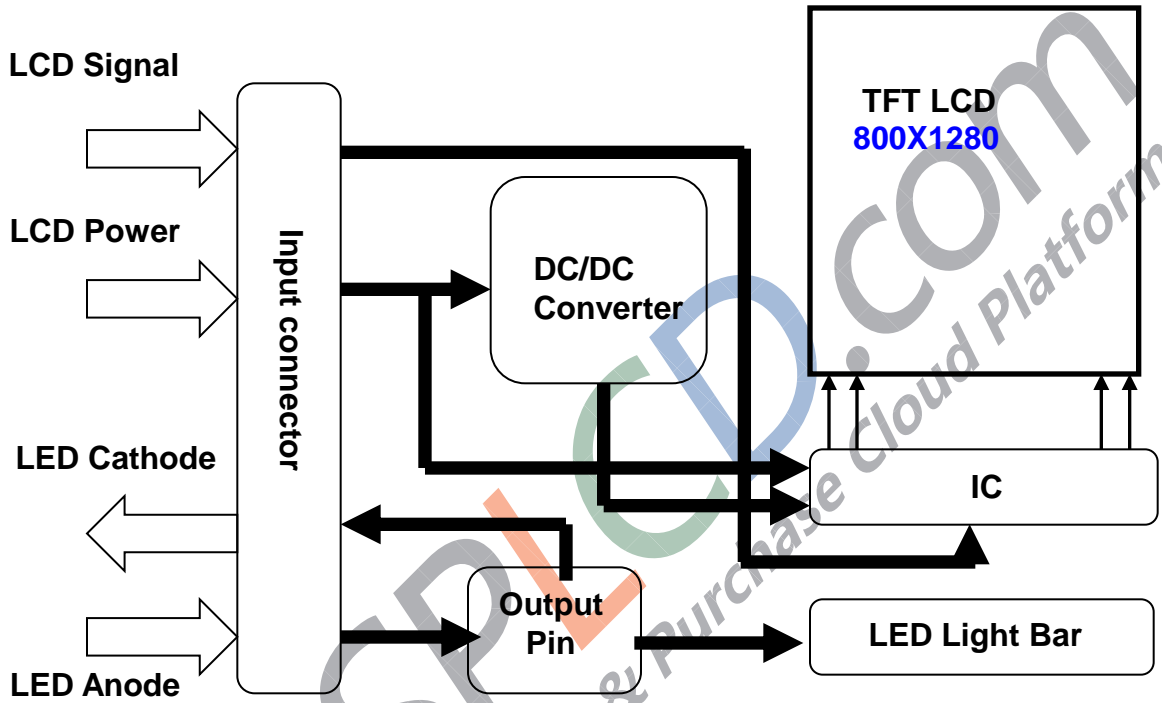 LCD Signal
TFT LCD
800X1280
LCD Power
Input connector
DC/DC
Converter
LED Cathode
IC
Output
Pin
LED Light Bar
LED Anode
SPLCD.com
& Purchase Cloud Platform